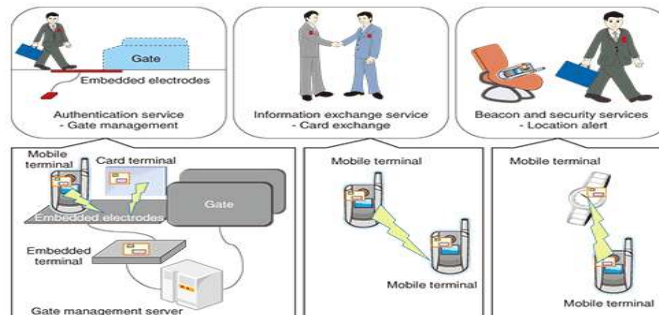 Gate
Embedded electrodes
Authentication service
- Gate management
Information exchange service
- Card exchange
Beacon and security services
- Location alert
Mobile
terminal
Card terminal
Embedded electrodes
Gate
Embedded
terminal
Gate management server
Mobile terminal
Mobile terminal
Mobile terminal
Mobile terminal